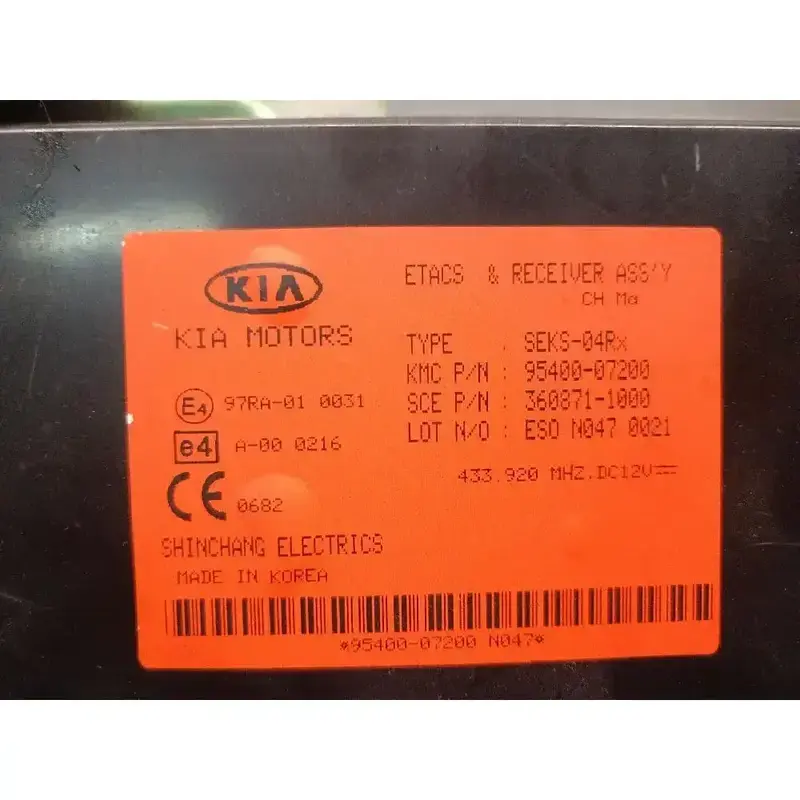 KIA
KIA MOTORS
ETACS & RECEIVER ASS'Y
CH Ma
TYPE : SEKS-04Rx
KMC P/N : 95400-07200
SCE P/N : 360871-1000
LOT N/O : ESO N047 0021
433.920 MHZ.DC12V
E4 97RA-01 0031
e4 A-00 0216
CE 0682
SHINCHANG ELECTRICS
MADE IN KOREA
*95400-07200 N047*